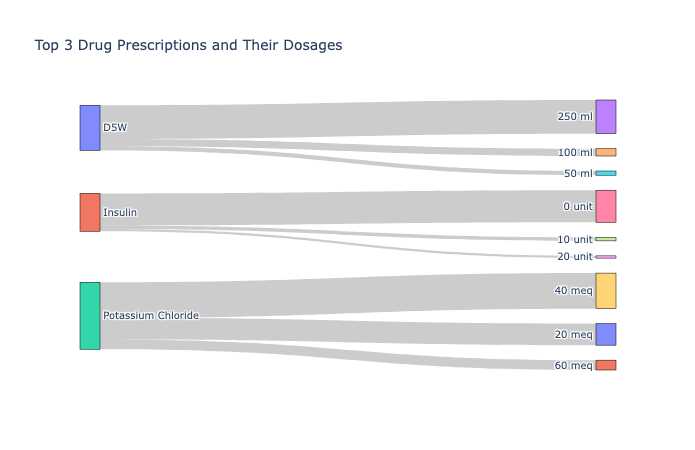 Top 3 Drug Prescriptions and Their Dosages
D5W
250 ml
100 ml
50 ml
Insulin
0 unit
10 unit
20 unit
Potassium Chloride
40 meq
20 meq
60 meq